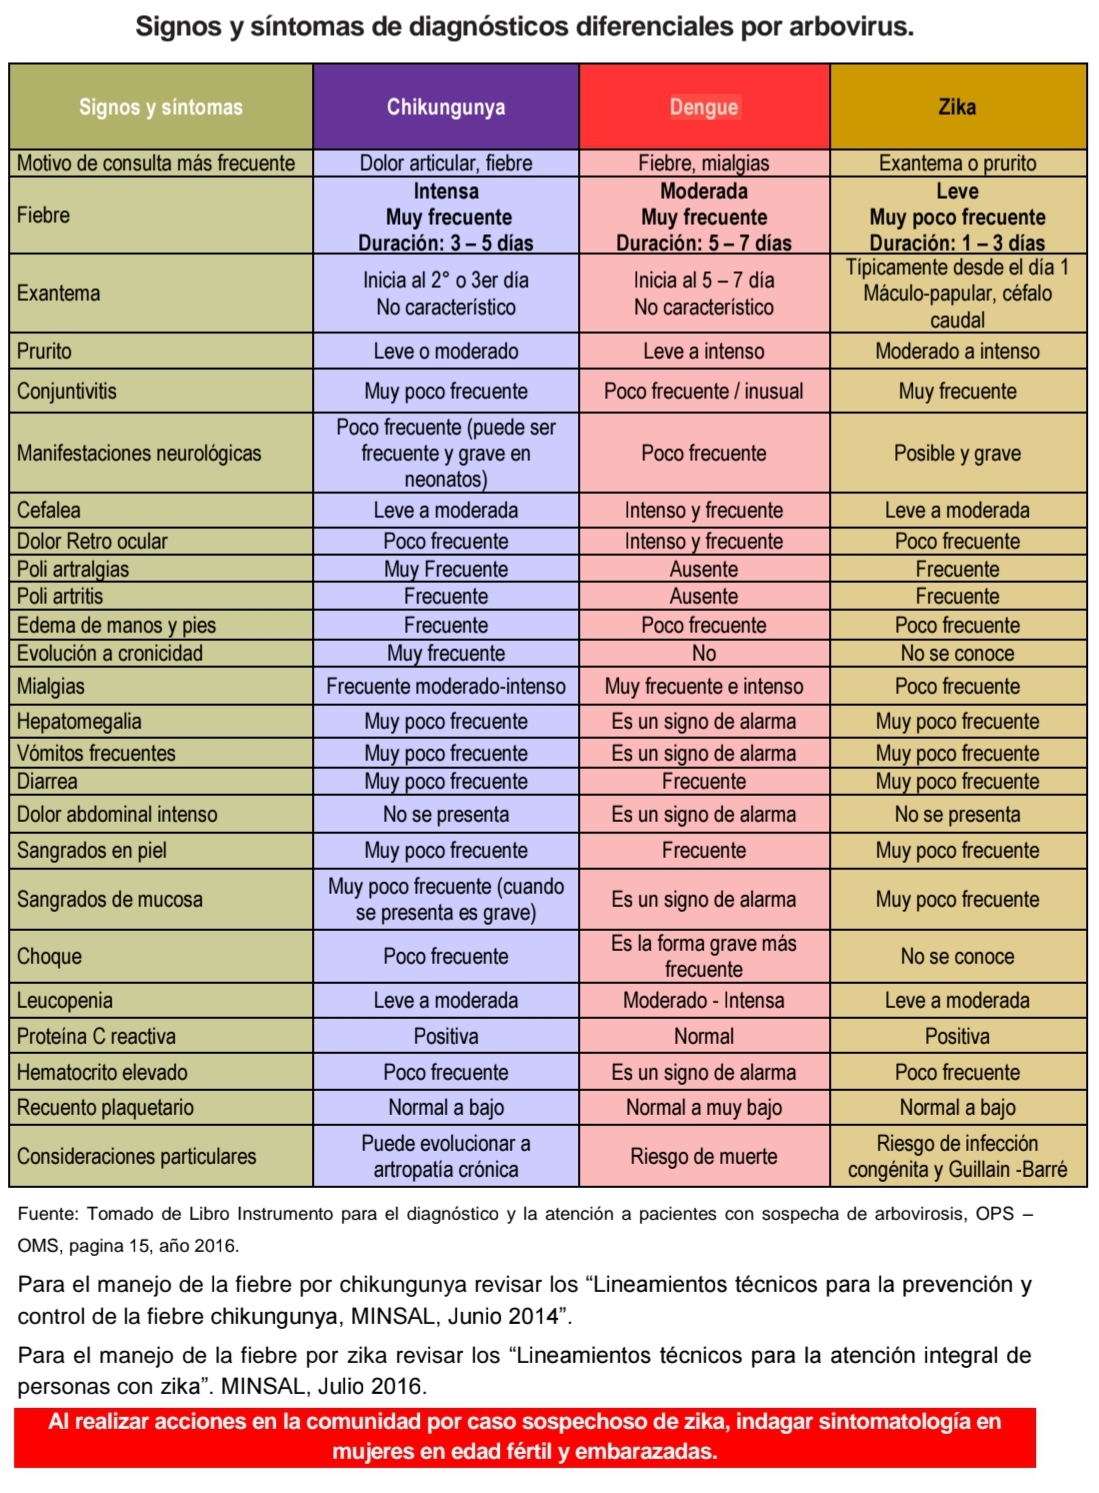 Signos y síntomas de diagnósticos diferenciales por arbovirus.
Signos y síntomas Chikungunya Dengue Zika
Motivo de consulta más frecuente Dolor articular, fiebre Fiebre, mialgias Exantema o prurito
Fiebre
Intensa
Muy frecuente
Duración: 3 – 5 días
Moderada
Muy frecuente
Duración: 5 – 7 días
Leve
Muy poco frecuente
Duración: 1 – 3 días
Exantema
Inicia al 2° o 3er día
No característico
Inicia al 5 – 7 día
No característico
Típicamente desde el día 1
Máculo-papular, céfalo
caudal
Prurito Leve o moderado Leve a intenso Moderado a intenso
Conjuntivitis Muy poco frecuente Poco frecuente / inusual Muy frecuente
Manifestaciones neurológicas
Poco frecuente (puede ser
frecuente y grave en
neonatos)
Poco frecuente
Posible y grave
Cefalea Leve a moderada Intenso y frecuente Leve a moderada
Dolor Retro ocular Poco frecuente Intenso y frecuente Poco frecuente
Poli artralgias Muy Frecuente Ausente Frecuente
Poli artritis Frecuente Ausente Frecuente
Edema de manos y pies Frecuente Poco frecuente Poco frecuente
Evolución a cronicidad Muy frecuente No No se conoce
Mialgias Frecuente moderado-intenso Muy frecuente e intenso Poco frecuente
Hepatomegalia Muy poco frecuente Es un signo de alarma Muy poco frecuente
Vómitos frecuentes Muy poco frecuente Es un signo de alarma Muy poco frecuente
Diarrea Muy poco frecuente Frecuente Muy poco frecuente
Dolor abdominal intenso No se presenta Es un signo de alarma No se presenta
Sangrados en piel Muy poco frecuente Frecuente Muy poco frecuente
Sangrados de mucosa
Muy poco frecuente (cuando
se presenta es grave)
Es un signo de alarma
Muy poco frecuente
Choque
Poco frecuente
Es la forma grave más
frecuente
No se conoce
Leucopenia Leve a moderada Moderado - Intensa Leve a moderada
Proteína C reactiva Positiva Normal Positiva
Hematocrito elevado Poco frecuente Es un signo de alarma Poco frecuente
Recuento plaquetario Normal a bajo Normal a muy bajo Normal a bajo
Consideraciones particulares
Puede evolucionar a
artropatía crónica
Riesgo de muerte
Riesgo de infección
congénita y Guillain -Barré
Fuente: Tomado de Libro Instrumento para el diagnóstico y la atención a pacientes con sospecha de arbovirosis, OPS –
OMS, pagina 15, año 2016.
Para el manejo de la fiebre por chikungunya revisar los “Lineamientos técnicos para la prevención y
control de la fiebre chikungunya, MINSAL, Junio 2014”.
Para el manejo de la fiebre por zika revisar los “Lineamientos técnicos para la atención integral de
personas con zika”. MINSAL, Julio 2016.
Al realizar acciones en la comunidad por caso sospechoso de zika, indagar sintomatología en
mujeres en edad fértil y embarazadas.